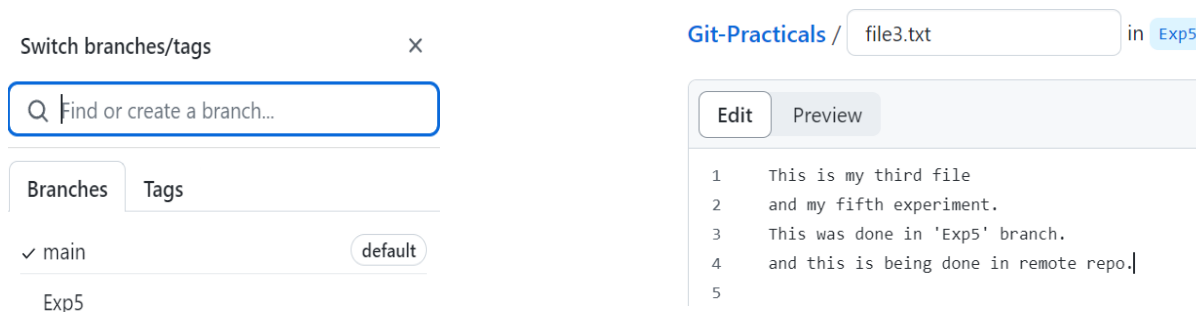 Switch branches/tags ×
Find or create a branch...
Branches Tags
✓ main default
Exp5
Git-Practicals / file3.txt in Exp5
Edit Preview
1 This is my third file
2 and my fifth experiment.
3 This was done in 'Exp5' branch.
4 and this is being done in remote repo.
5